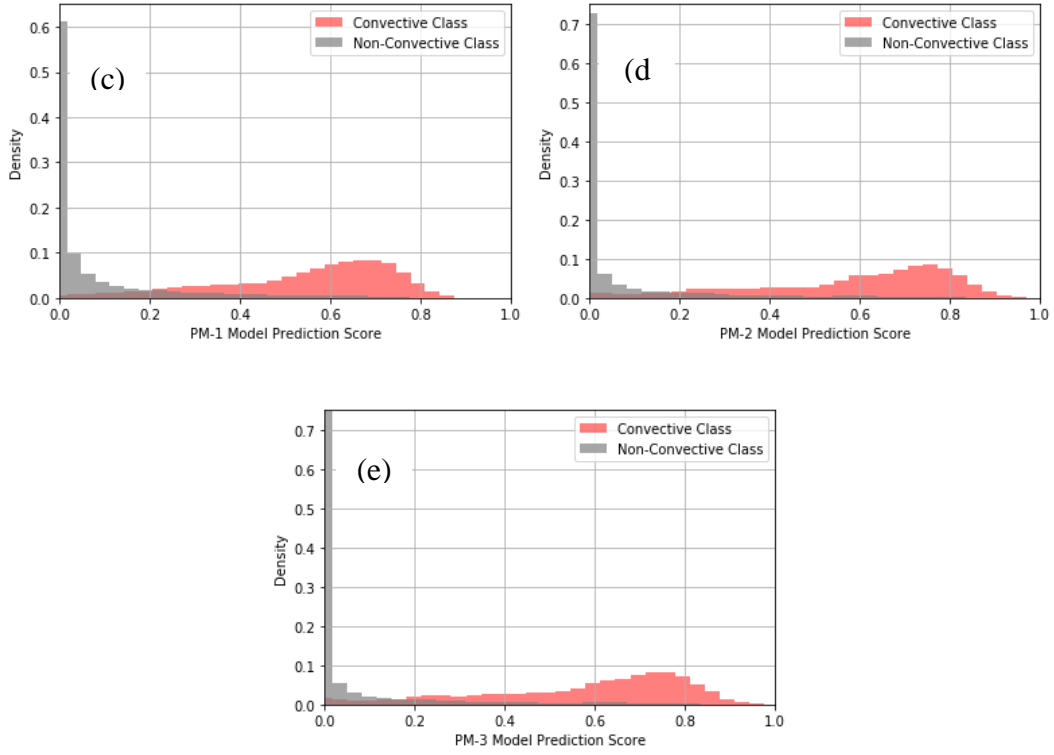 Convective Class
Non-Convective Class
(c)
0.6
0.5
0.4
0.3
0.2
0.1
0.0
Density
0.0 0.2 0.4 0.6 0.8 1.0
PM-1 Model Prediction Score
Convective Class
Non-Convective Class
(d
0.7
0.6
0.5
0.4
0.3
0.2
0.1
0.0
Density
0.0 0.2 0.4 0.6 0.8 1.0
PM-2 Model Prediction Score
Convective Class
Non-Convective Class
(e)
0.7
0.6
0.5
0.4
0.3
0.2
0.1
0.0
Density
0.0 0.2 0.4 0.6 0.8 1.0
PM-3 Model Prediction Score